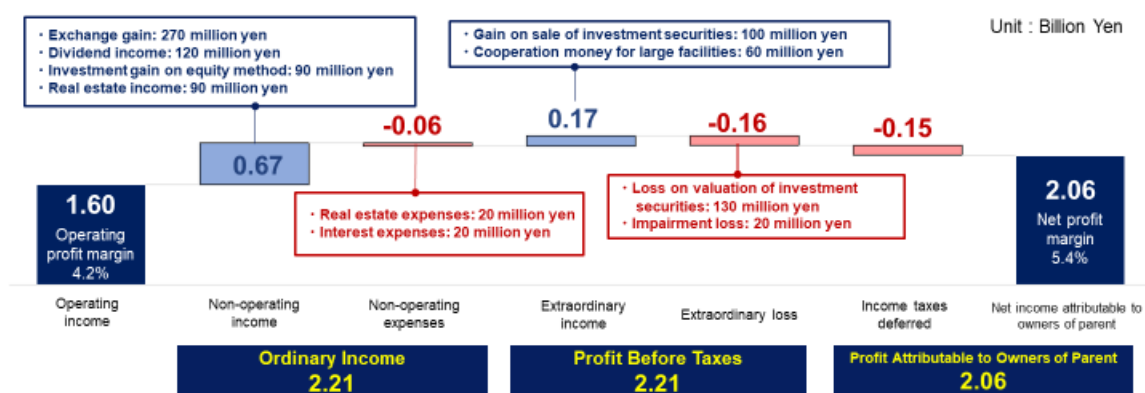 ・Exchange gain: 270 million yen
・Dividend income: 120 million yen
・Investment gain on equity method: 90 million yen
・Real estate income: 90 million yen
・Gain on sale of investment securities: 100 million yen
・Cooperation money for large facilities: 60 million yen
Unit : Billion Yen
1.60
Operating
profit margin
4.2%
0.67
-0.06
0.17
-0.16
-0.15
・Real estate expenses: 20 million yen
・Interest expenses: 20 million yen
・Loss on valuation of investment
securities: 130 million yen
・Impairment loss: 20 million yen
2.06
Net profit
margin
5.4%
Operating
income
Non-operating
income
Non-operating
expenses
Extraordinary
income
Extraordinary loss
Income taxes
deferred
Net income attributable to
owners of parent
Ordinary Income
2.21
Profit Before Taxes
2.21
Profit Attributable to Owners of Parent
2.06